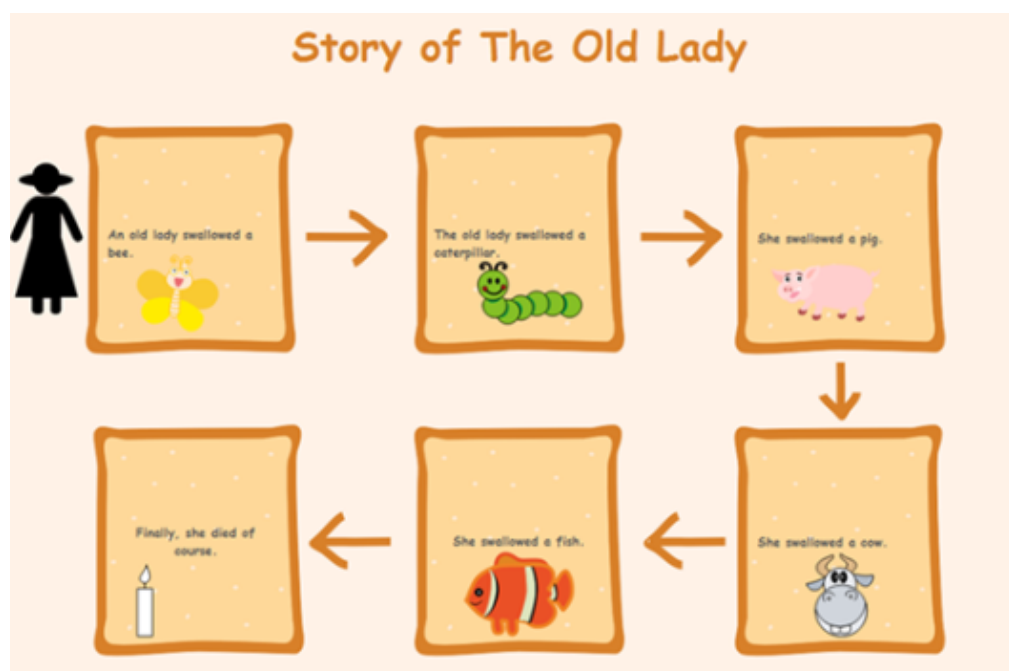 Story of The Old Lady
An old lady swallowed a
bee.
The old lady swallowed a
caterpillar.
She swallowed a pig.
She swallowed a cow.
She swallowed a fish.
Finally, she died of
course.